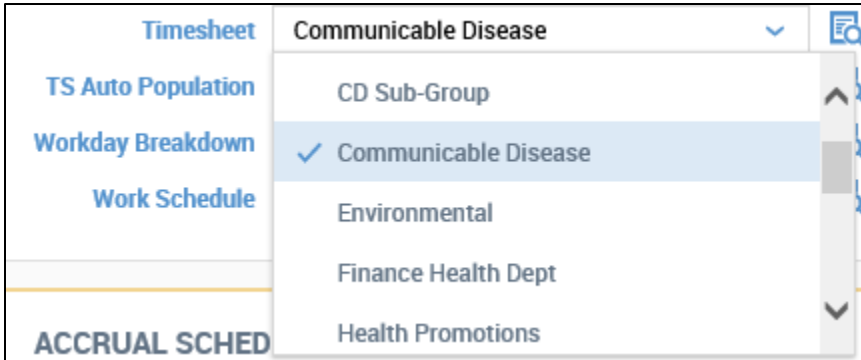 Timesheet Communicable Disease
TS Auto Population CD Sub-Group
Workday Breakdown Communicable Disease
Work Schedule Environmental
Finance Health Dept
ACCRUAL SCHED Health Promotions